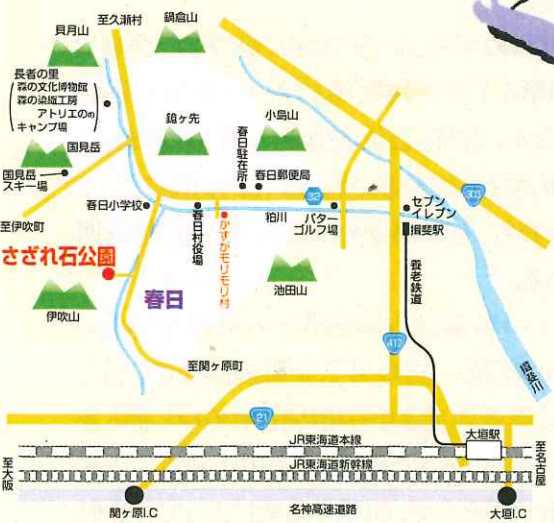 至久瀬村
鍋倉山
貝月山
長者の里
森の文化博物館
森の染織工房
アトリエのの
キャンプ場
鎗ヶ先
小島山
国見岳
国見岳
スキー場
春日駐在所
春日郵便局
32
303
至伊吹町
春日小学校
春日村役場
かすがモリモリ村
粕川
パター
ゴルフ場
セブン
イレブン
揖斐駅
さざれ石公園
春日
伊吹山
池田山
養老鉄道
揖斐川
至関ヶ原町
417
21
大垣駅
JR東海道本線
JR東海道新幹線
至大阪
至名古屋
関ヶ原I.C
名神高速道路
大垣I.C